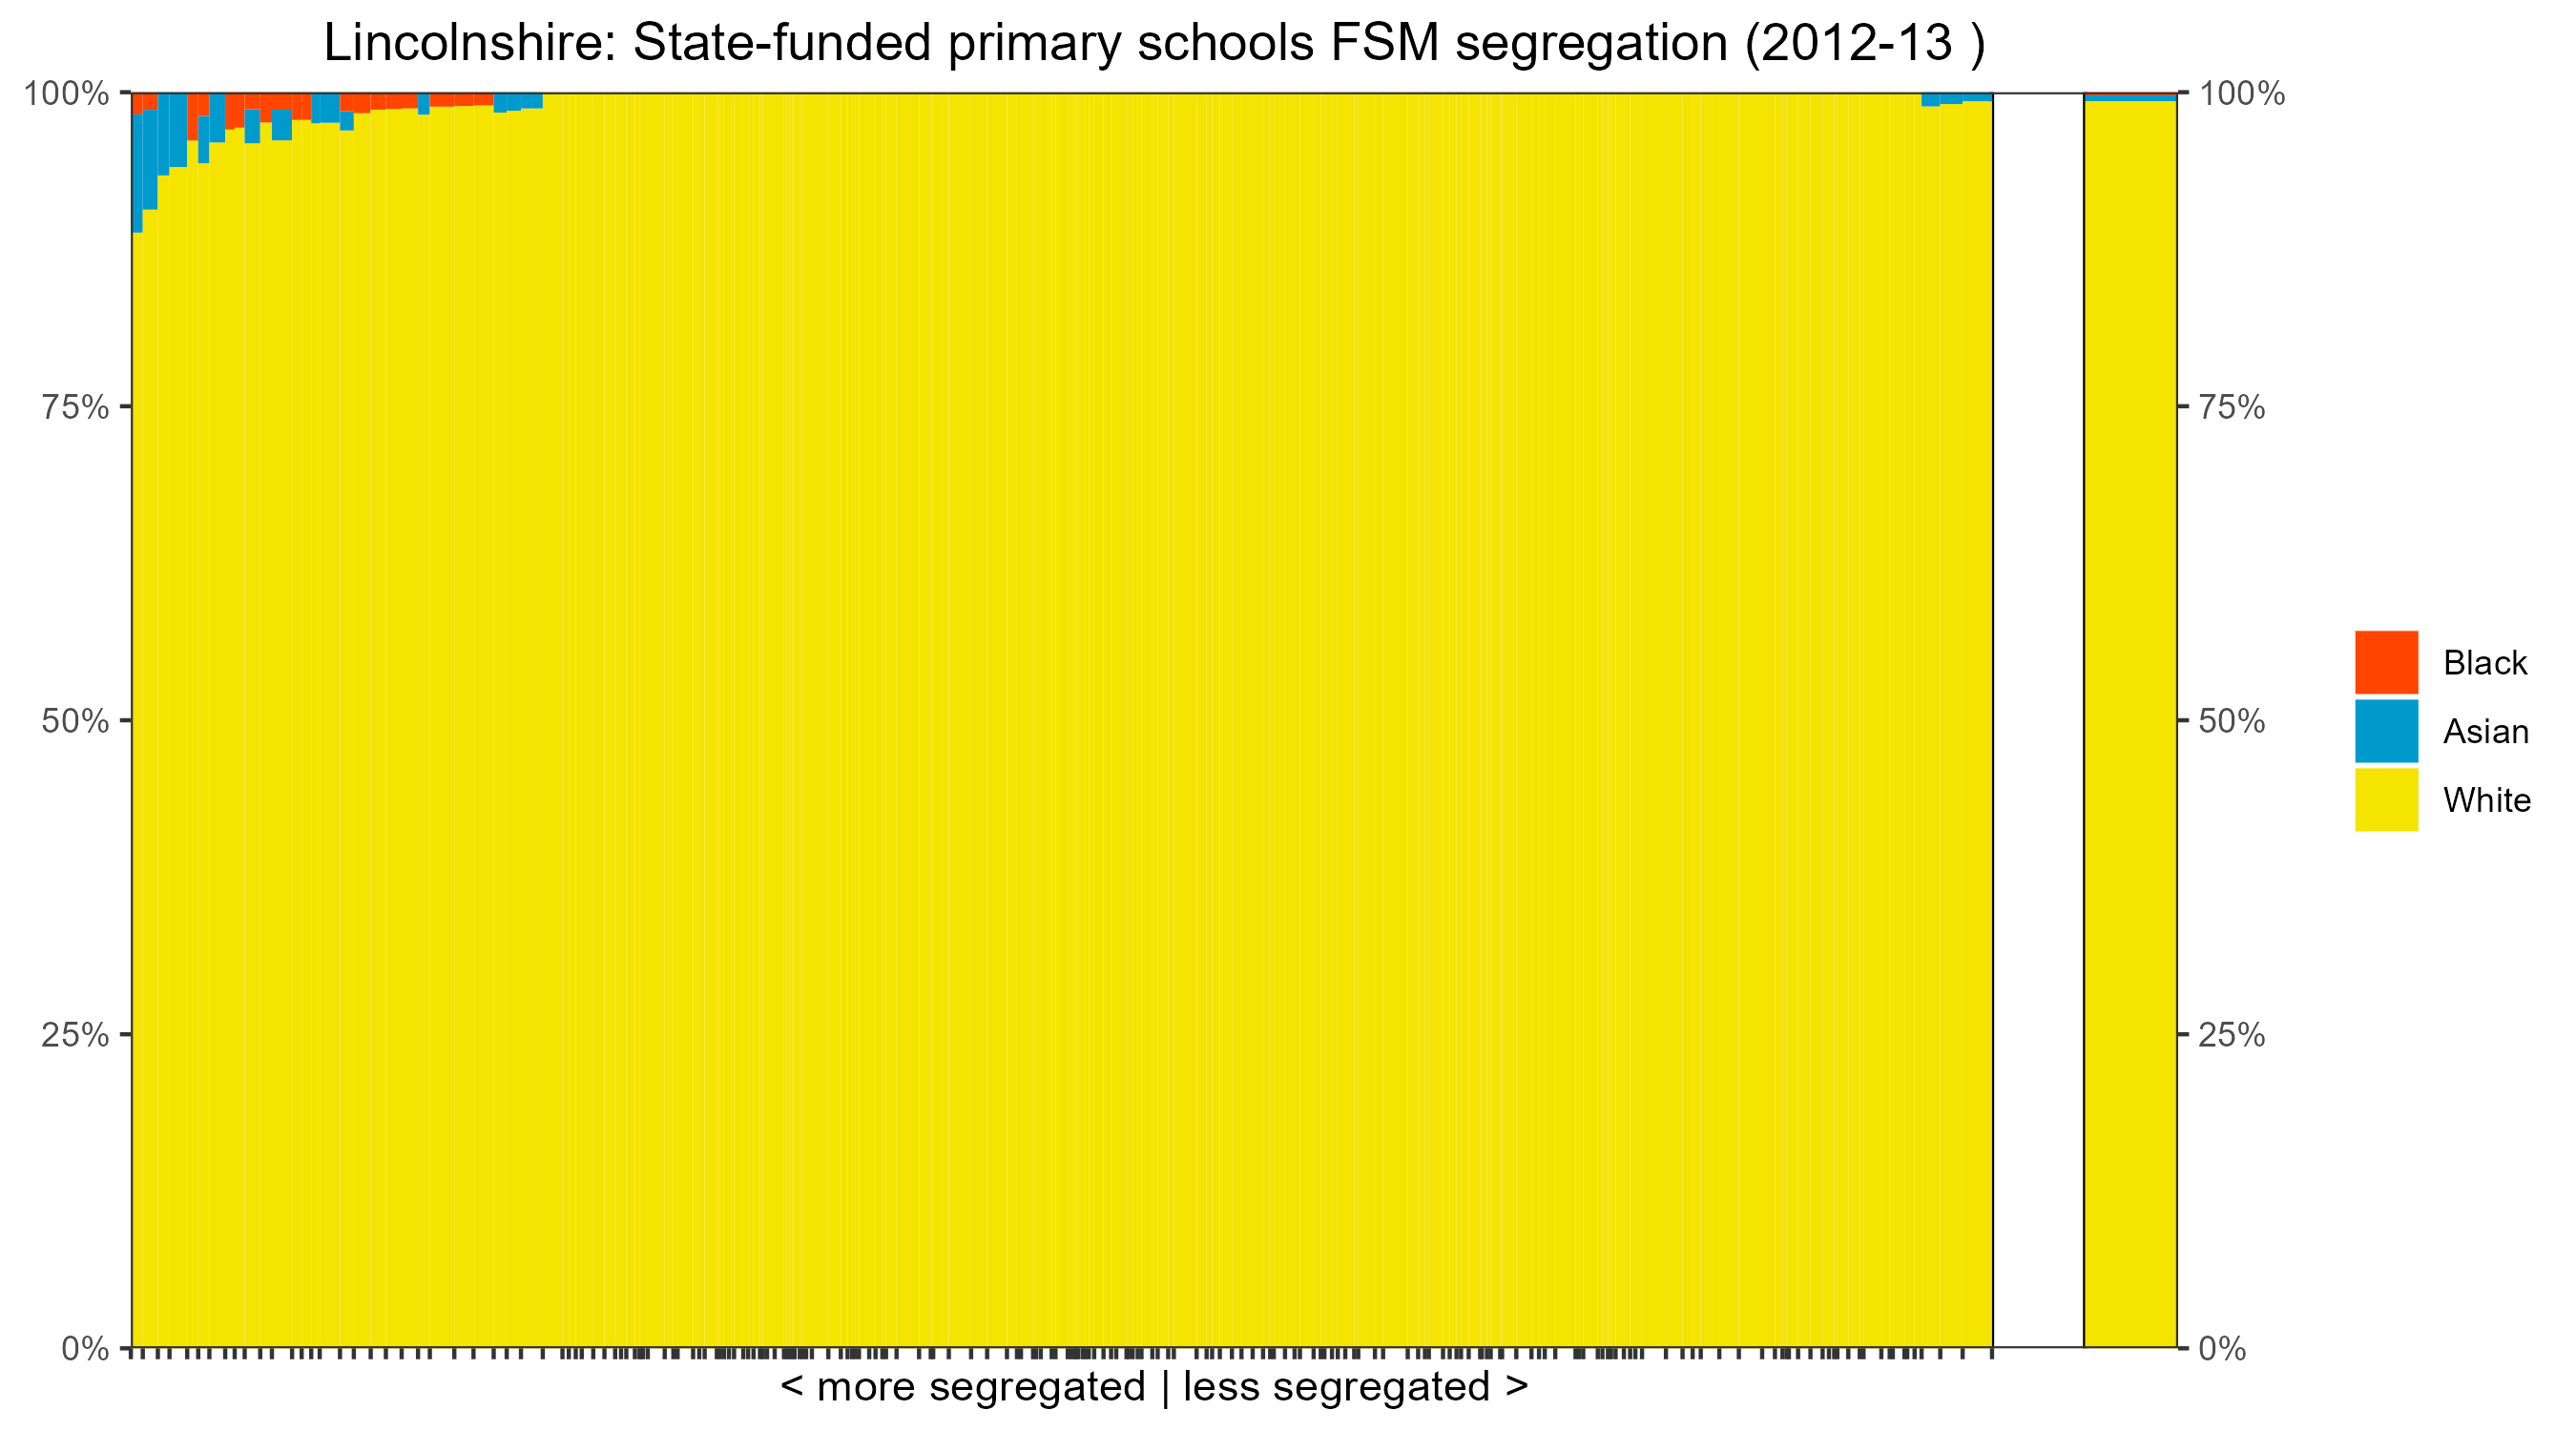 Lincolnshire: State-funded primary schools FSM segregation (2012-13 )
100%
75%
50%
25%
0%
100%
75%
50%
25%
0%
Black
Asian
White
< more segregated | less segregated >